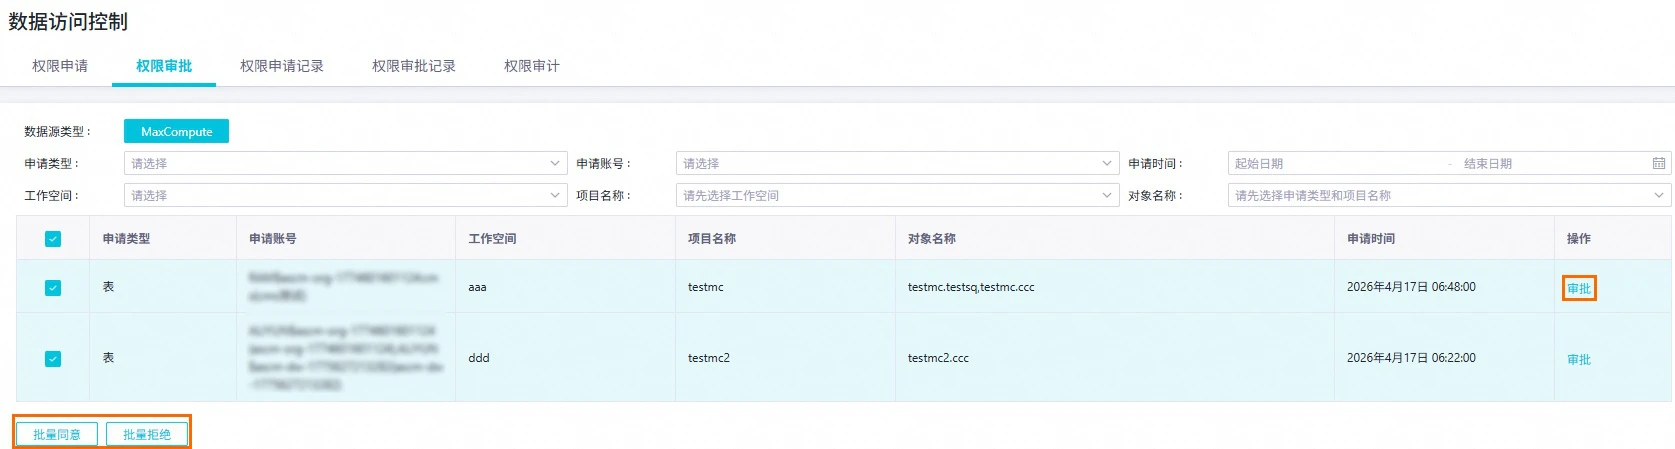 数据访问控制
权限申请 权限审批 权限申请记录 权限审批记录 权限审计
数据源类型： MaxCompute
申请类型： 请选择 申请账号： 请选择 申请时间： 起始日期 - 结束日期
工作空间： 请选择 项目名称： 请先选择工作空间 对象名称： 请先选择申请类型和项目名称
申请类型 申请账号 工作空间 项目名称 对象名称 申请时间 操作
表 aaa testmc testmc.testsq,testmc.ccc 2026年4月17日 06:48:00 审批
表 ddd testmc2 testmc2.ccc 2026年4月17日 06:22:00 审批
批量同意 批量拒绝